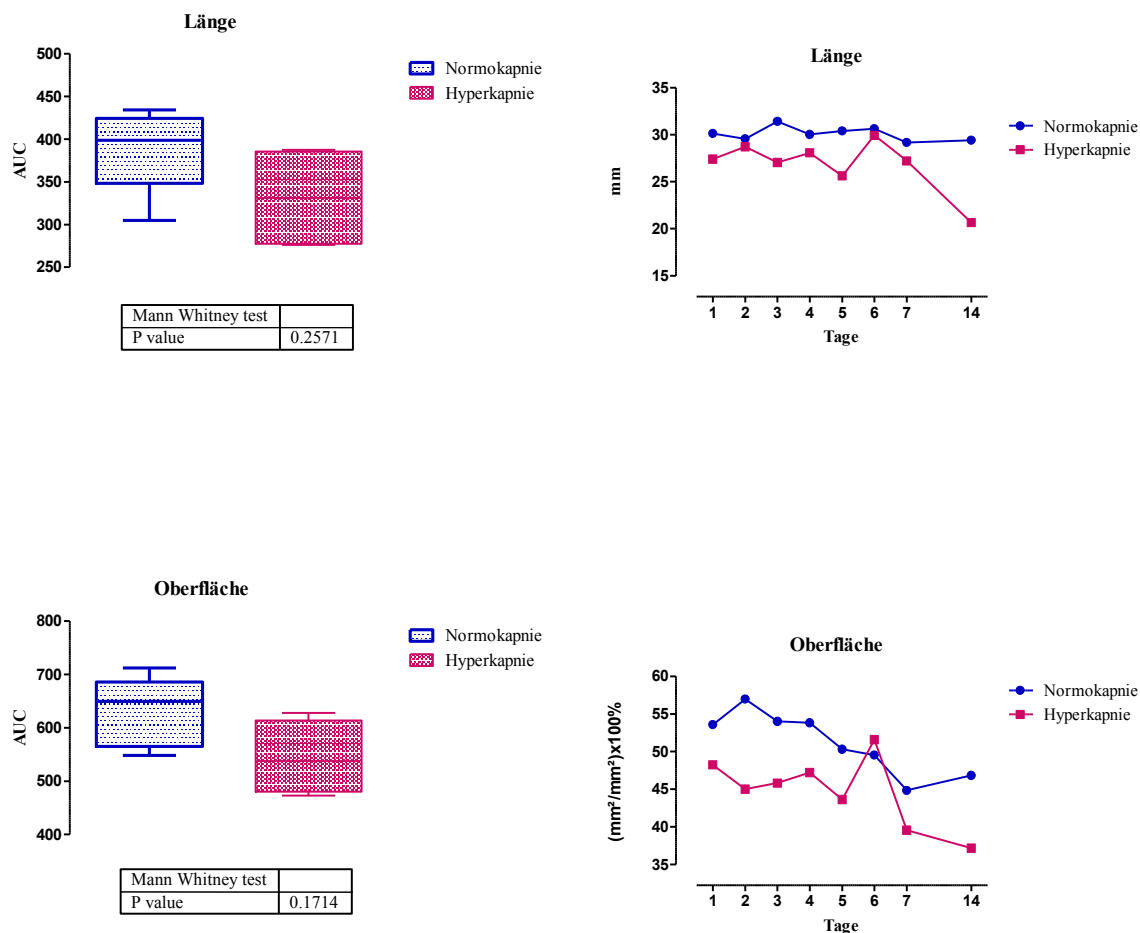 Länge
500
450
400
350
300
250
AUC
Normokapnie
Hyperkapnie
Mann Whitney test
P value 0.2571
Länge
35
30
25
20
15
mm
Normokapnie
Hyperkapnie
1 2 3 4 5 6 7 14
Tage
Oberfläche
800
700
600
500
400
AUC
Normokapnie
Hyperkapnie
Mann Whitney test
P value 0.1714
Oberfläche
60
55
50
45
40
35
(mm²/mm²)x100%
Normokapnie
Hyperkapnie
1 2 3 4 5 6 7 14
Tage